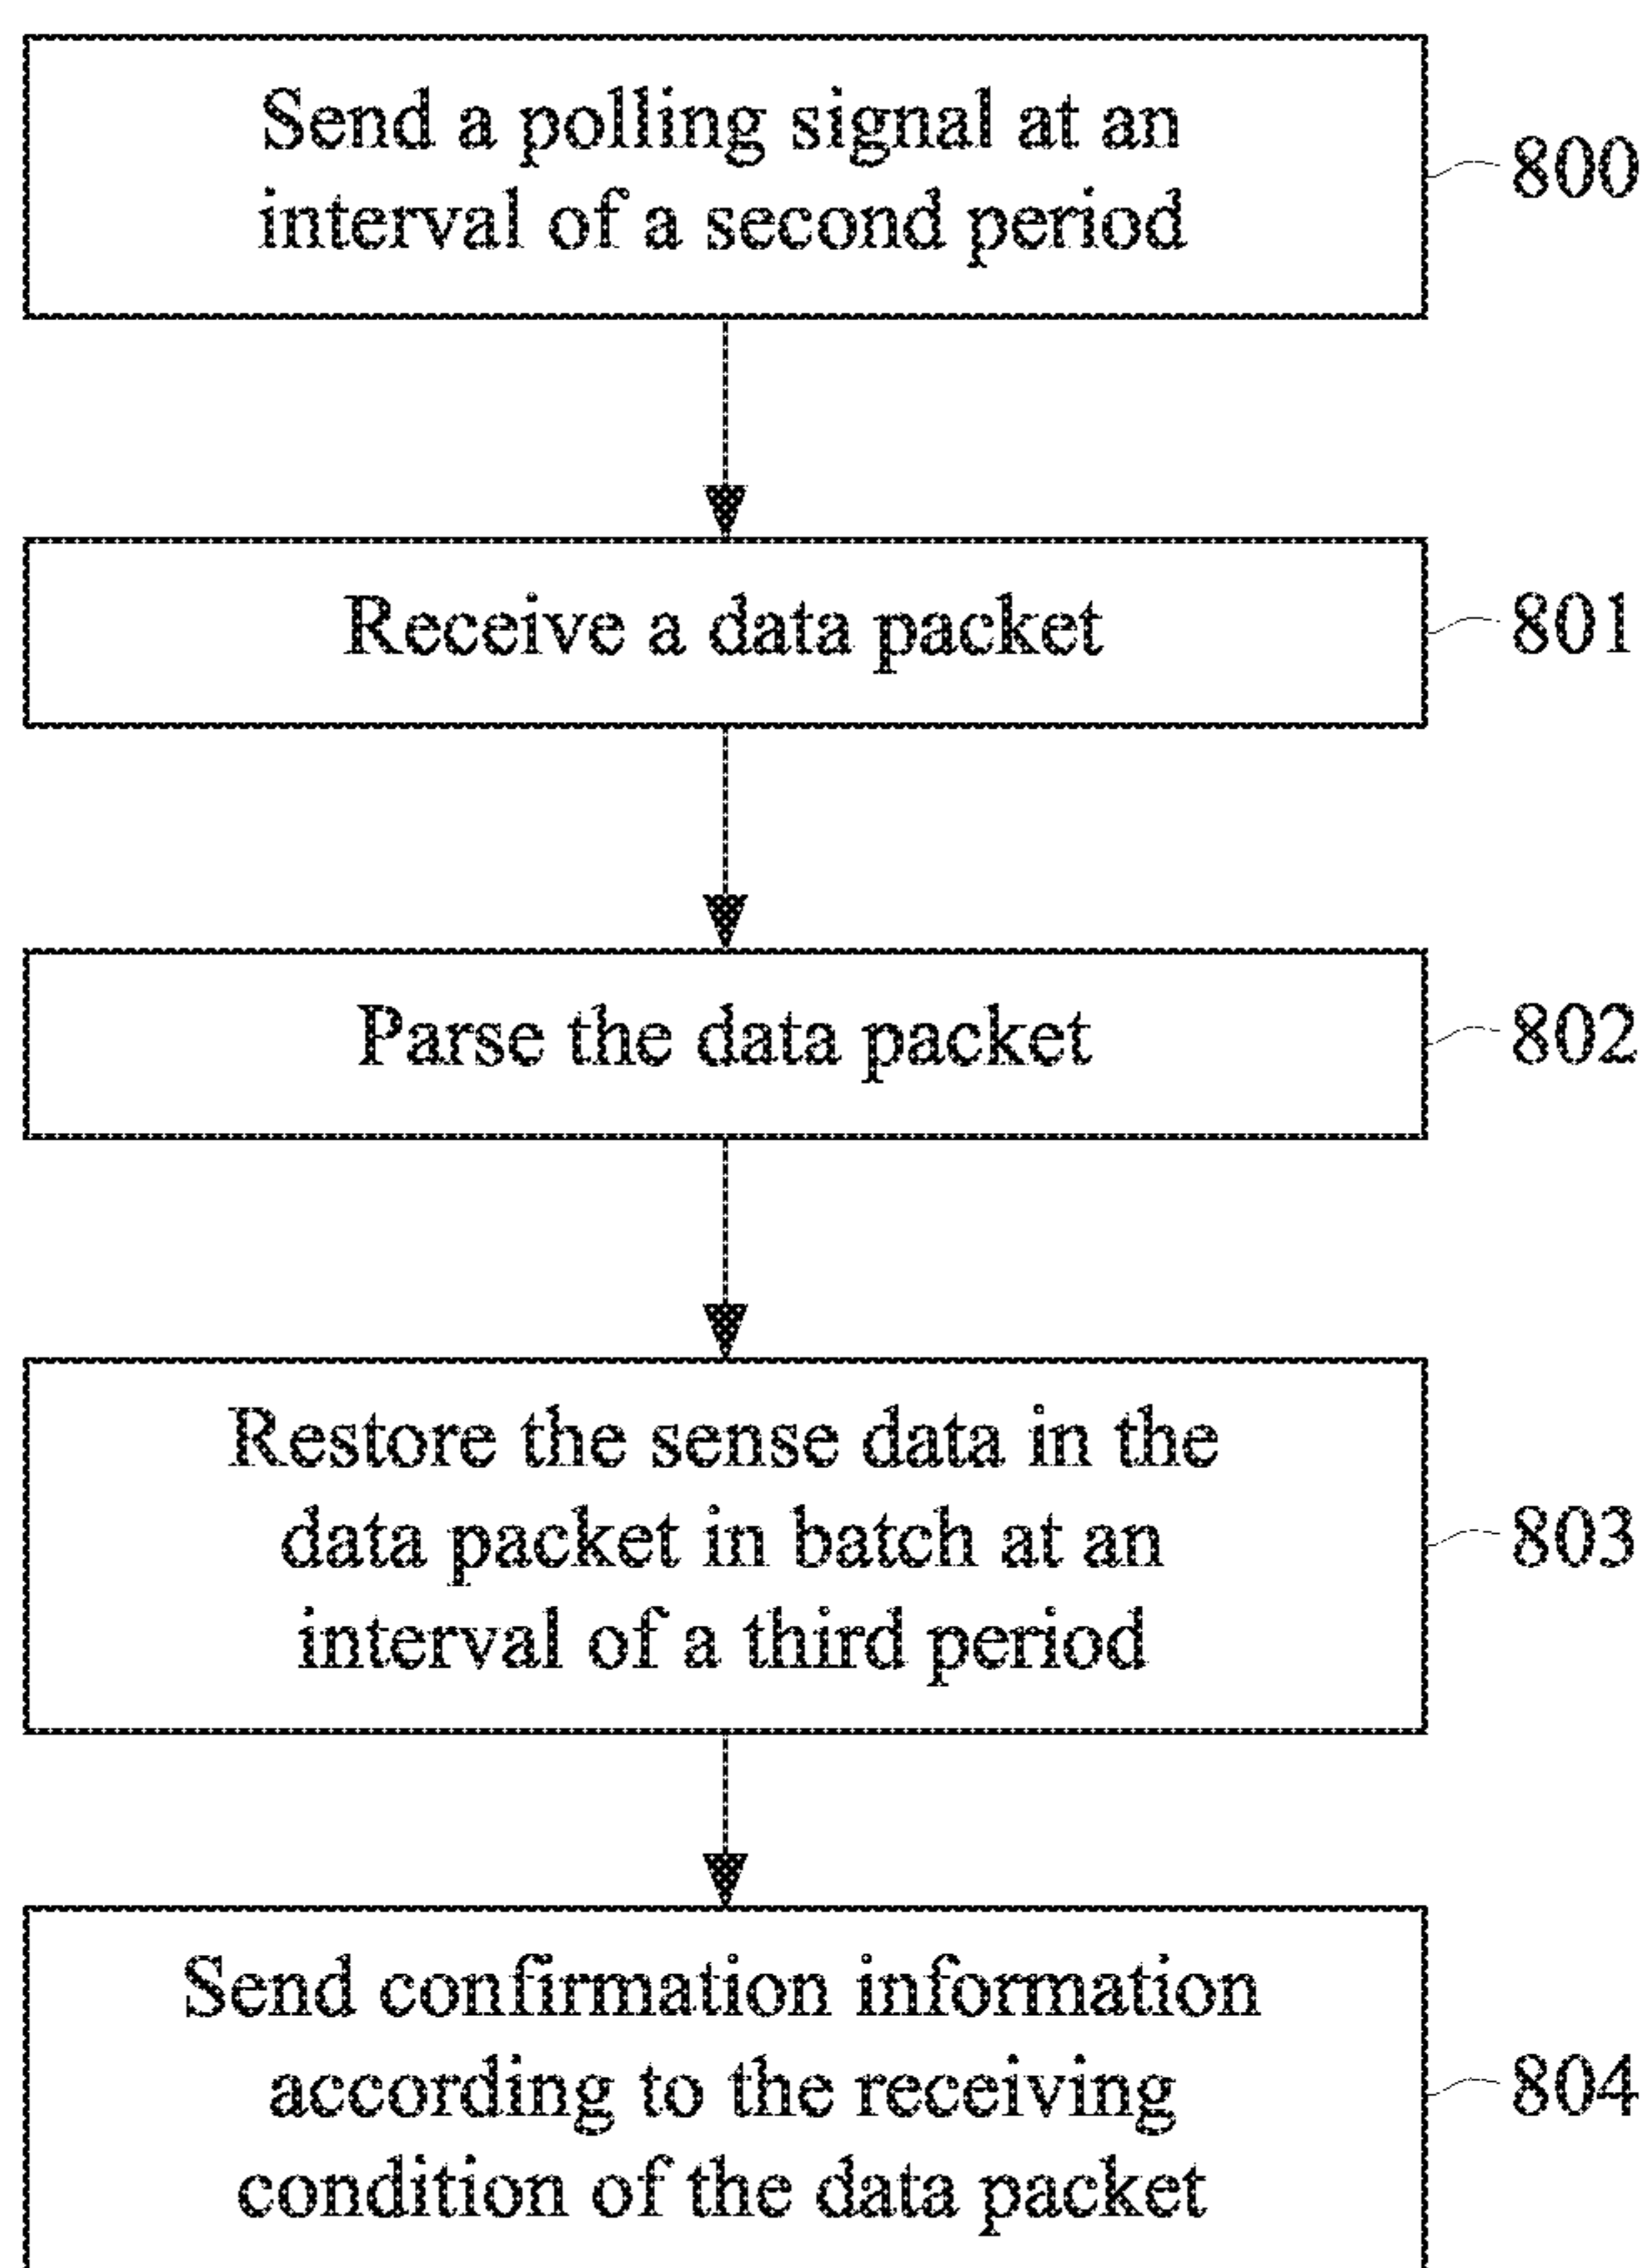 Send a polling signal at an
interval of a second period
800
Receive a data packet
801
Parse the data packet
802
Restore the sense data in the
data packet in batch at an
interval of a third period
803
Send confirmation information
according to the receiving
condition of the data packet
804